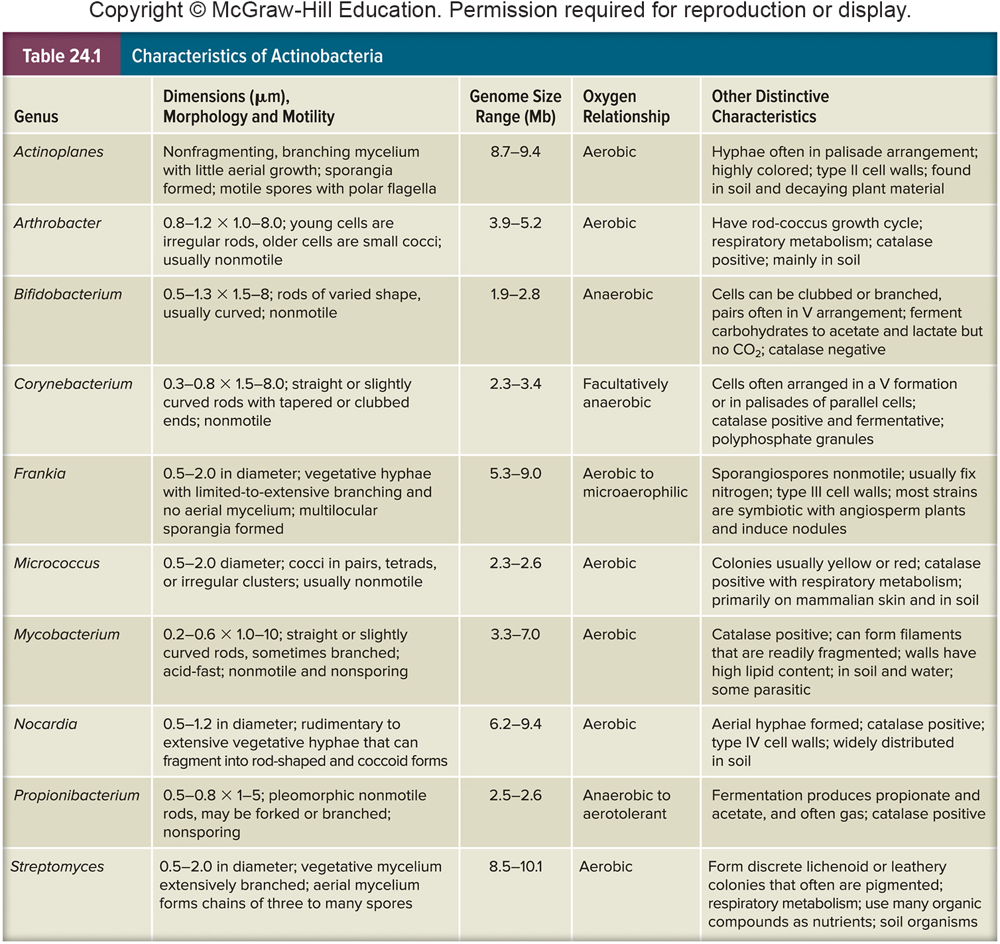 Copyright © McGraw-Hill Education. Permission required for reproduction or display.
Table 24.1 Characteristics of Actinobacteria
Genus
Dimensions (μm),
Morphology and Motility
Genome Size
Range (Mb)
Oxygen
Relationship
Other Distinctive
Characteristics
Actinoplanes
Nonfragmenting, branching mycelium
with little aerial growth; sporangia
formed; motile spores with polar flagella
8.7–9.4
Aerobic
Hyphae often in palisade arrangement;
highly colored; type II cell walls; found
in soil and decaying plant material
Arthrobacter
0.8–1.2 × 1.0–8.0; young cells are
irregular rods, older cells are small cocci;
usually nonmotile
3.9–5.2
Aerobic
Have rod-coccus growth cycle;
respiratory metabolism; catalase
positive; mainly in soil
Bifidobacterium
0.5–1.3 × 1.5–8; rods of varied shape,
usually curved; nonmotile
1.9–2.8
Anaerobic
Cells can be clubbed or branched,
pairs often in V arrangement; ferment
carbohydrates to acetate and lactate but
no CO₂; catalase negative
Corynebacterium
0.3–0.8 × 1.5–8.0; straight or slightly
curved rods with tapered or clubbed
ends; nonmotile
2.3–3.4
Facultatively
anaerobic
Cells often arranged in a V formation
or in palisades of parallel cells;
catalase positive and fermentative;
polyphosphate granules
Frankia
0.5–2.0 in diameter; vegetative hyphae
with limited-to-extensive branching and
no aerial mycelium; multilocular
sporangia formed
5.3–9.0
Aerobic to
microaerophilic
Sporangiospores nonmotile; usually fix
nitrogen; type III cell walls; most strains
are symbiotic with angiosperm plants
and induce nodules
Micrococcus
0.5–2.0 diameter; cocci in pairs, tetrads,
or irregular clusters; usually nonmotile
2.3–2.6
Aerobic
Colonies usually yellow or red; catalase
positive with respiratory metabolism;
primarily on mammalian skin and in soil
Mycobacterium
0.2–0.6 × 1.0–10; straight or slightly
curved rods, sometimes branched;
acid-fast; nonmotile and nonsporing
3.3–7.0
Aerobic
Catalase positive; can form filaments
that are readily fragmented; walls have
high lipid content; in soil and water;
some parasitic
Nocardia
0.5–1.2 in diameter; rudimentary to
extensive vegetative hyphae that can
fragment into rod-shaped and coccoid forms
6.2–9.4
Aerobic
Aerial hyphae formed; catalase positive;
type IV cell walls; widely distributed
in soil
Propionibacterium
0.5–0.8 × 1–5; pleomorphic nonmotile
rods, may be forked or branched;
nonsporing
2.5–2.6
Anaerobic to
aerotolerant
Fermentation produces propionate and
acetate, and often gas; catalase positive
Streptomyces
0.5–2.0 in diameter; vegetative mycelium
extensively branched; aerial mycelium
forms chains of three to many spores
8.5–10.1
Aerobic
Form discrete lichenoid or leathery
colonies that often are pigmented;
respiratory metabolism; use many organic
compounds as nutrients; soil organisms